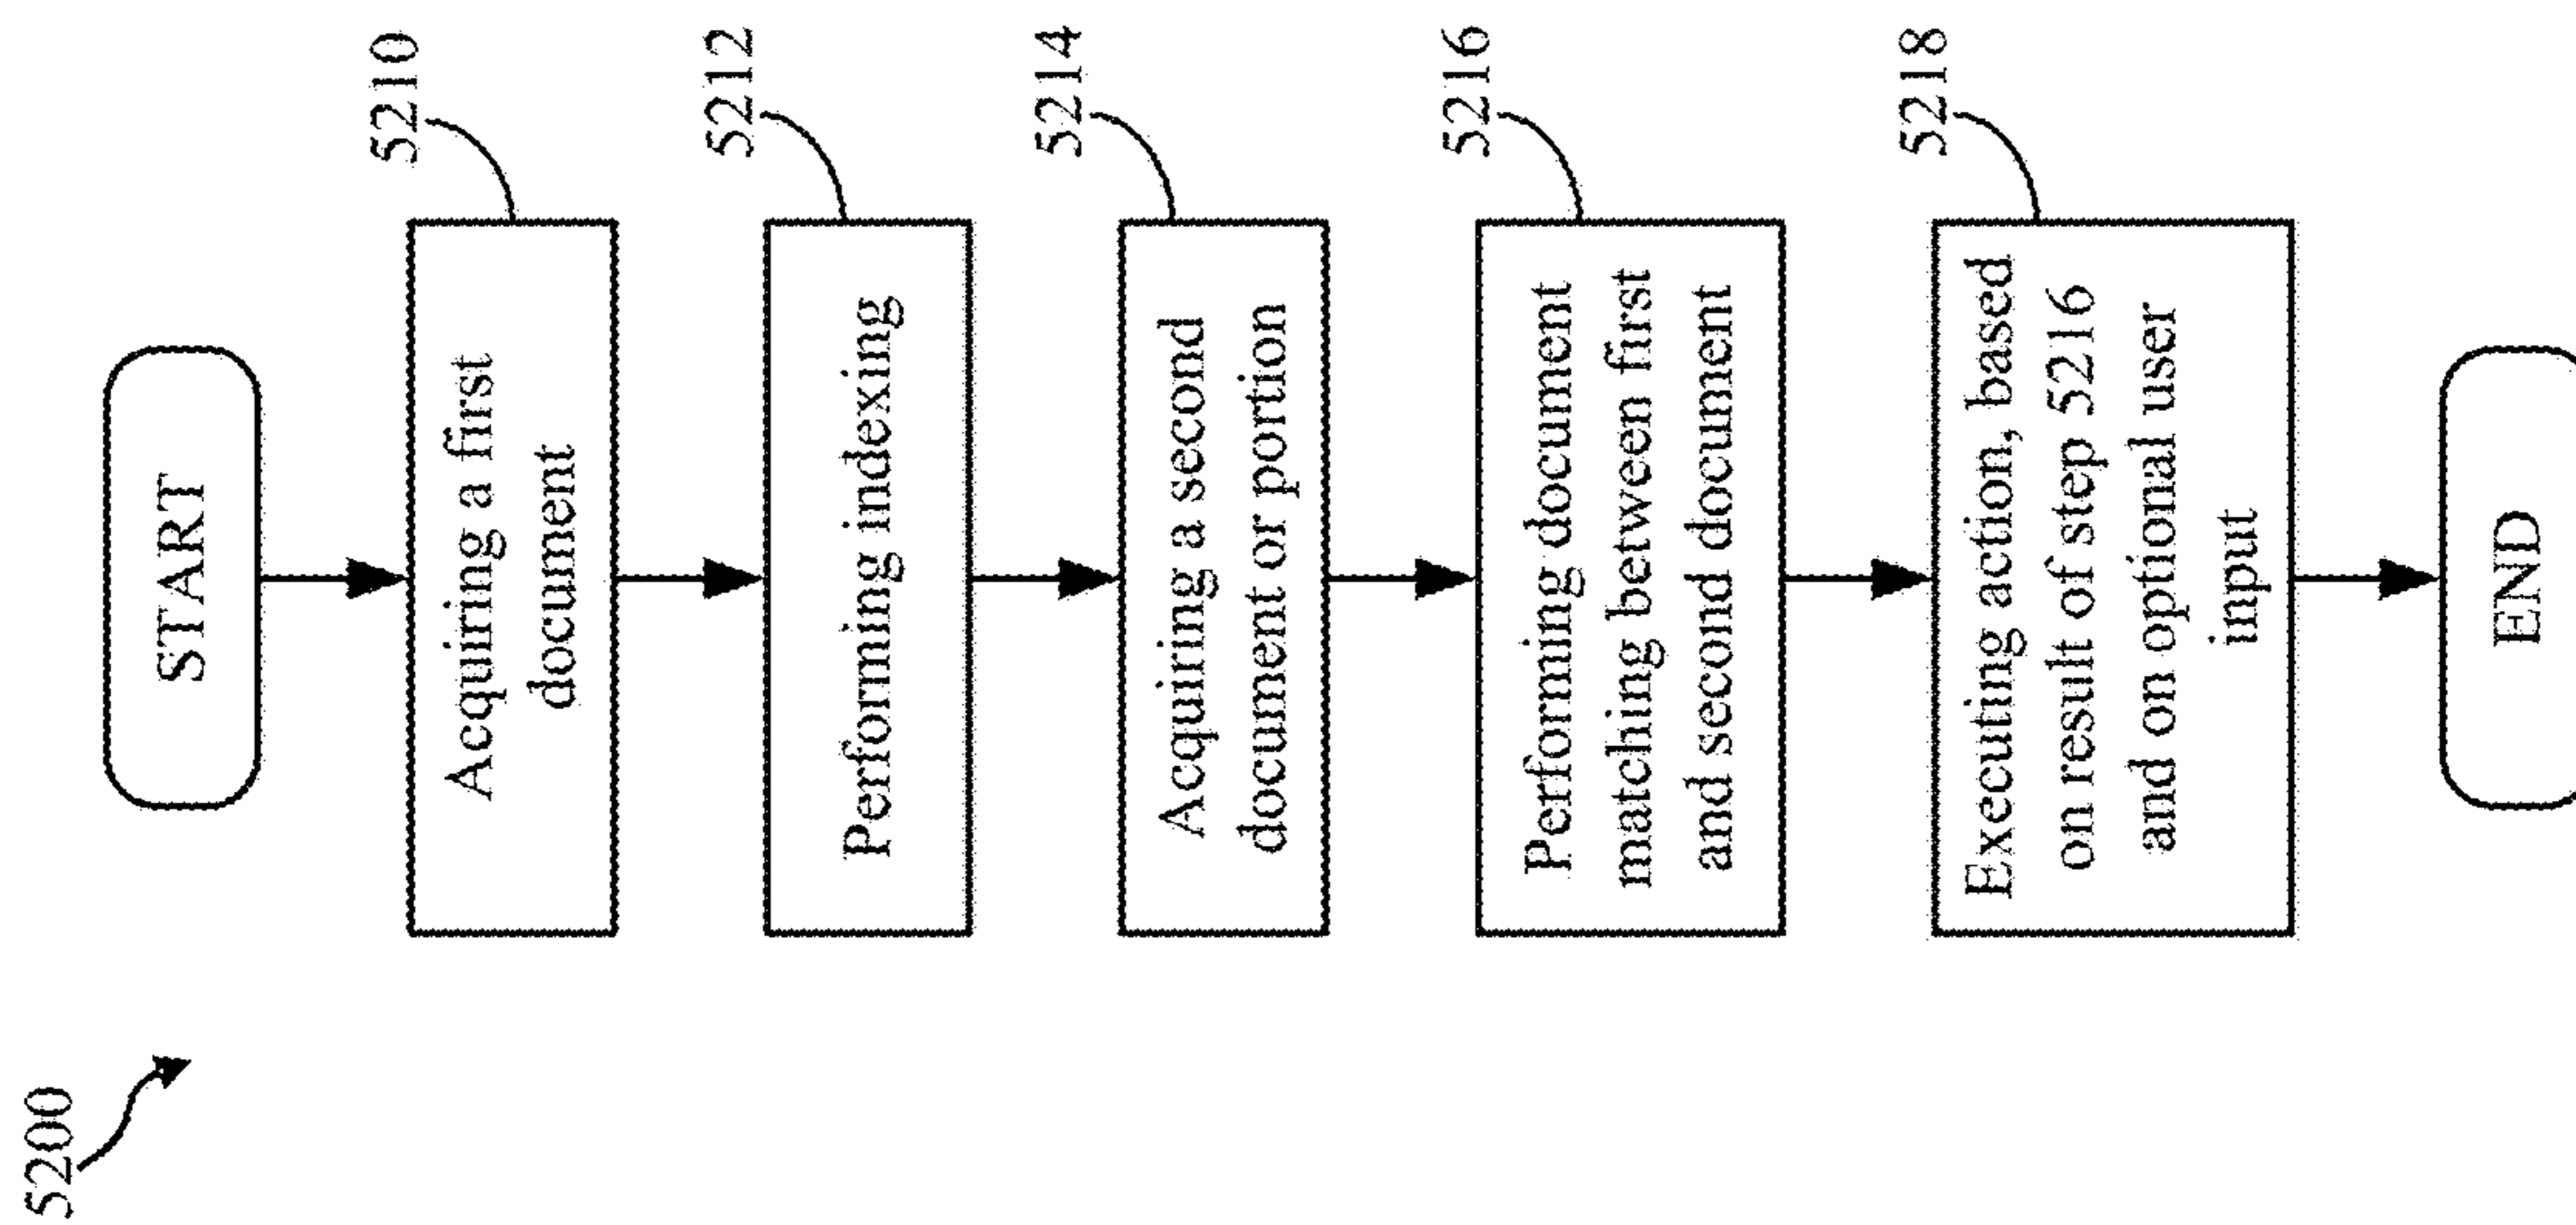 5200
START
5210
Acquiring a first
document
5212
Performing indexing
5214
Acquiring a second
document or portion
5216
Performing document
matching between first
and second document
5218
Executing action, based
on result of step 5216
and on optional user
input
END